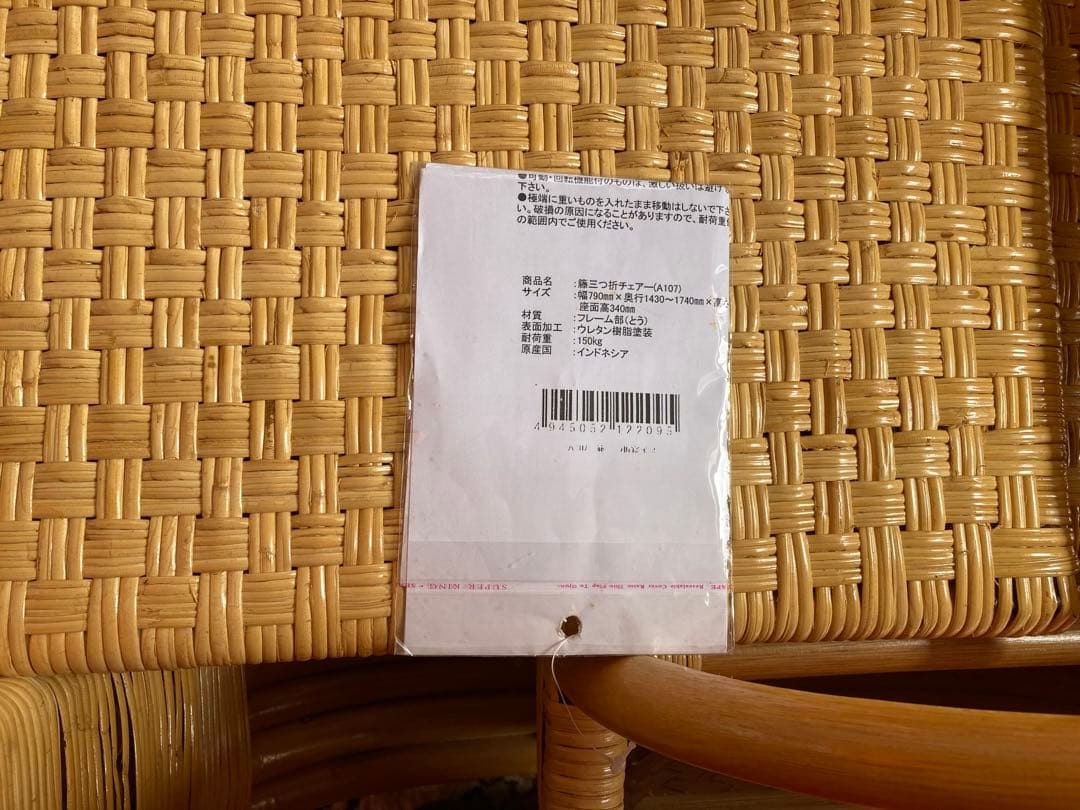 ●可動・回転機能付のものは、激しい扱いは避け
下さい。
●極端に重いものを入れたまま移動はしないで下さ
い。破損の原因になることがありますので、耐荷重
の範囲内でご使用ください。
商品名 :籐三つ折チェアー(A107)
サイズ :幅790mm×奥行1430～1740mm×高
座面高340mm
材質 :フレーム部(とう)
表面加工 :ウレタン樹脂塗装
耐荷重 :150kg
原産国 :インドネシア
4 945052 122095
SUPER KING